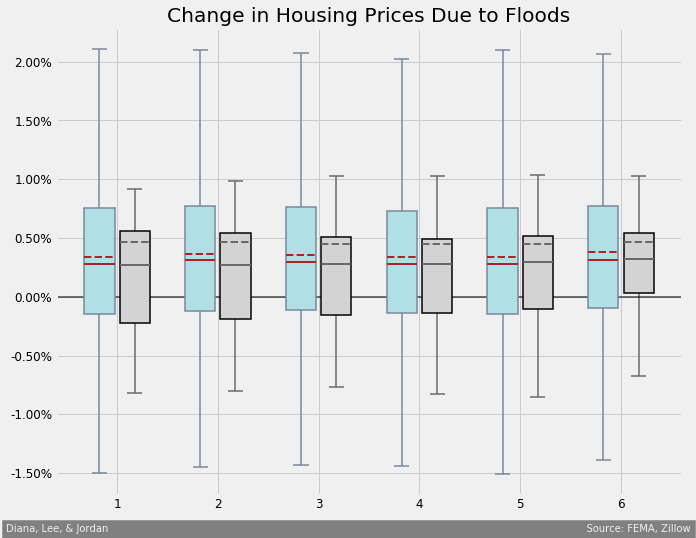 Change in Housing Prices Due to Floods
2.00%
1.50%
1.00%
0.50%
0.00%
-0.50%
-1.00%
-1.50%
1 2 3 4 5 6
Diana, Lee, & Jordan Source: FEMA, Zillow